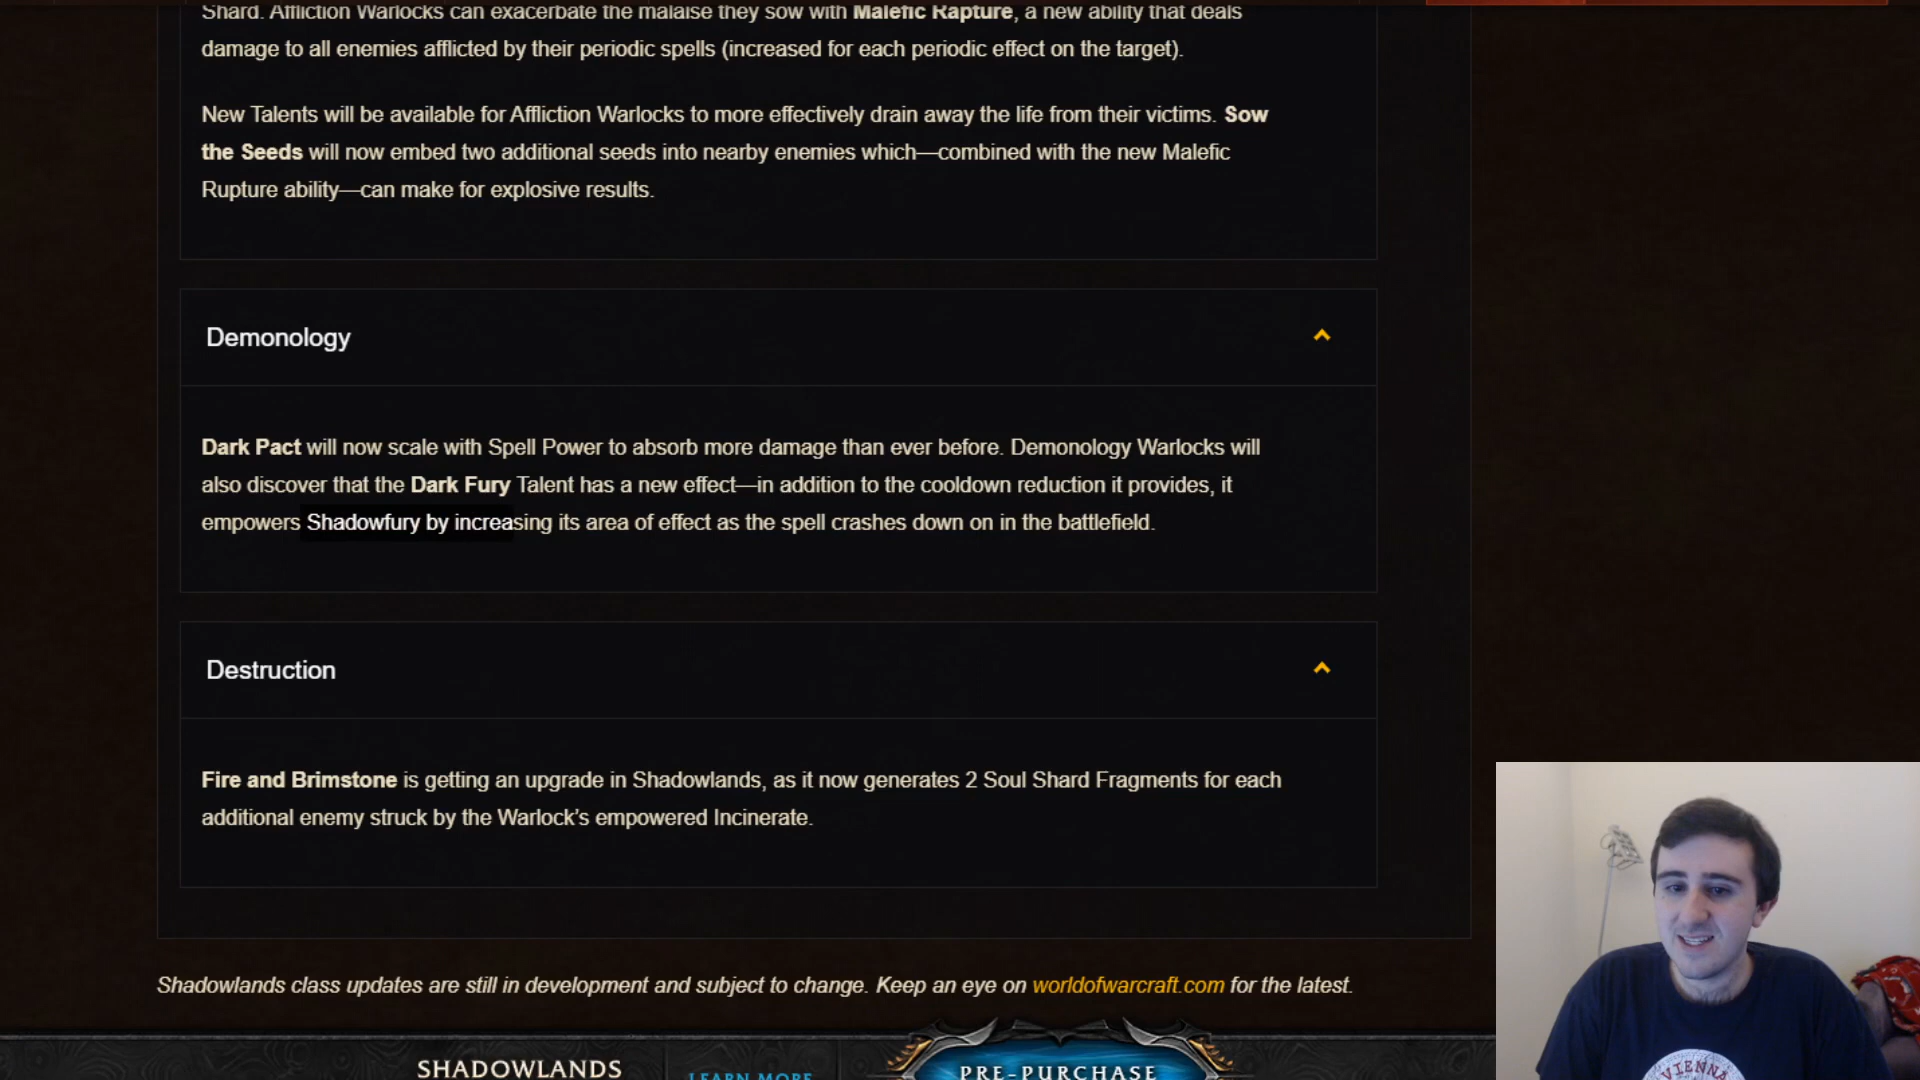 Shard. Affliction Warlocks can exacerbate the malaise they sow with Malefic Rapture, a new ability that deals
damage to all enemies afflicted by their periodic spells (increased for each periodic effect on the target).
New Talents will be available for Affliction Warlocks to more effectively drain away the life from their victims. Sow
the Seeds will now embed two additional seeds into nearby enemies which—combined with the new Malefic
Rupture ability—can make for explosive results.
Demonology
Dark Pact will now scale with Spell Power to absorb more damage than ever before. Demonology Warlocks will
also discover that the Dark Fury Talent has a new effect—in addition to the cooldown reduction it provides, it
empowers Shadowfury by increasing its area of effect as the spell crashes down on in the battlefield.
Destruction
Fire and Brimstone is getting an upgrade in Shadowlands, as it now generates 2 Soul Shard Fragments for each
additional enemy struck by the Warlock's empowered Incinerate.
Shadowlands class updates are still in development and subject to change. Keep an eye on worldofwarcraft.com for the latest.
SHADOWLANDS
LEARN MORE
PRE-PURCHASE
VIENNA